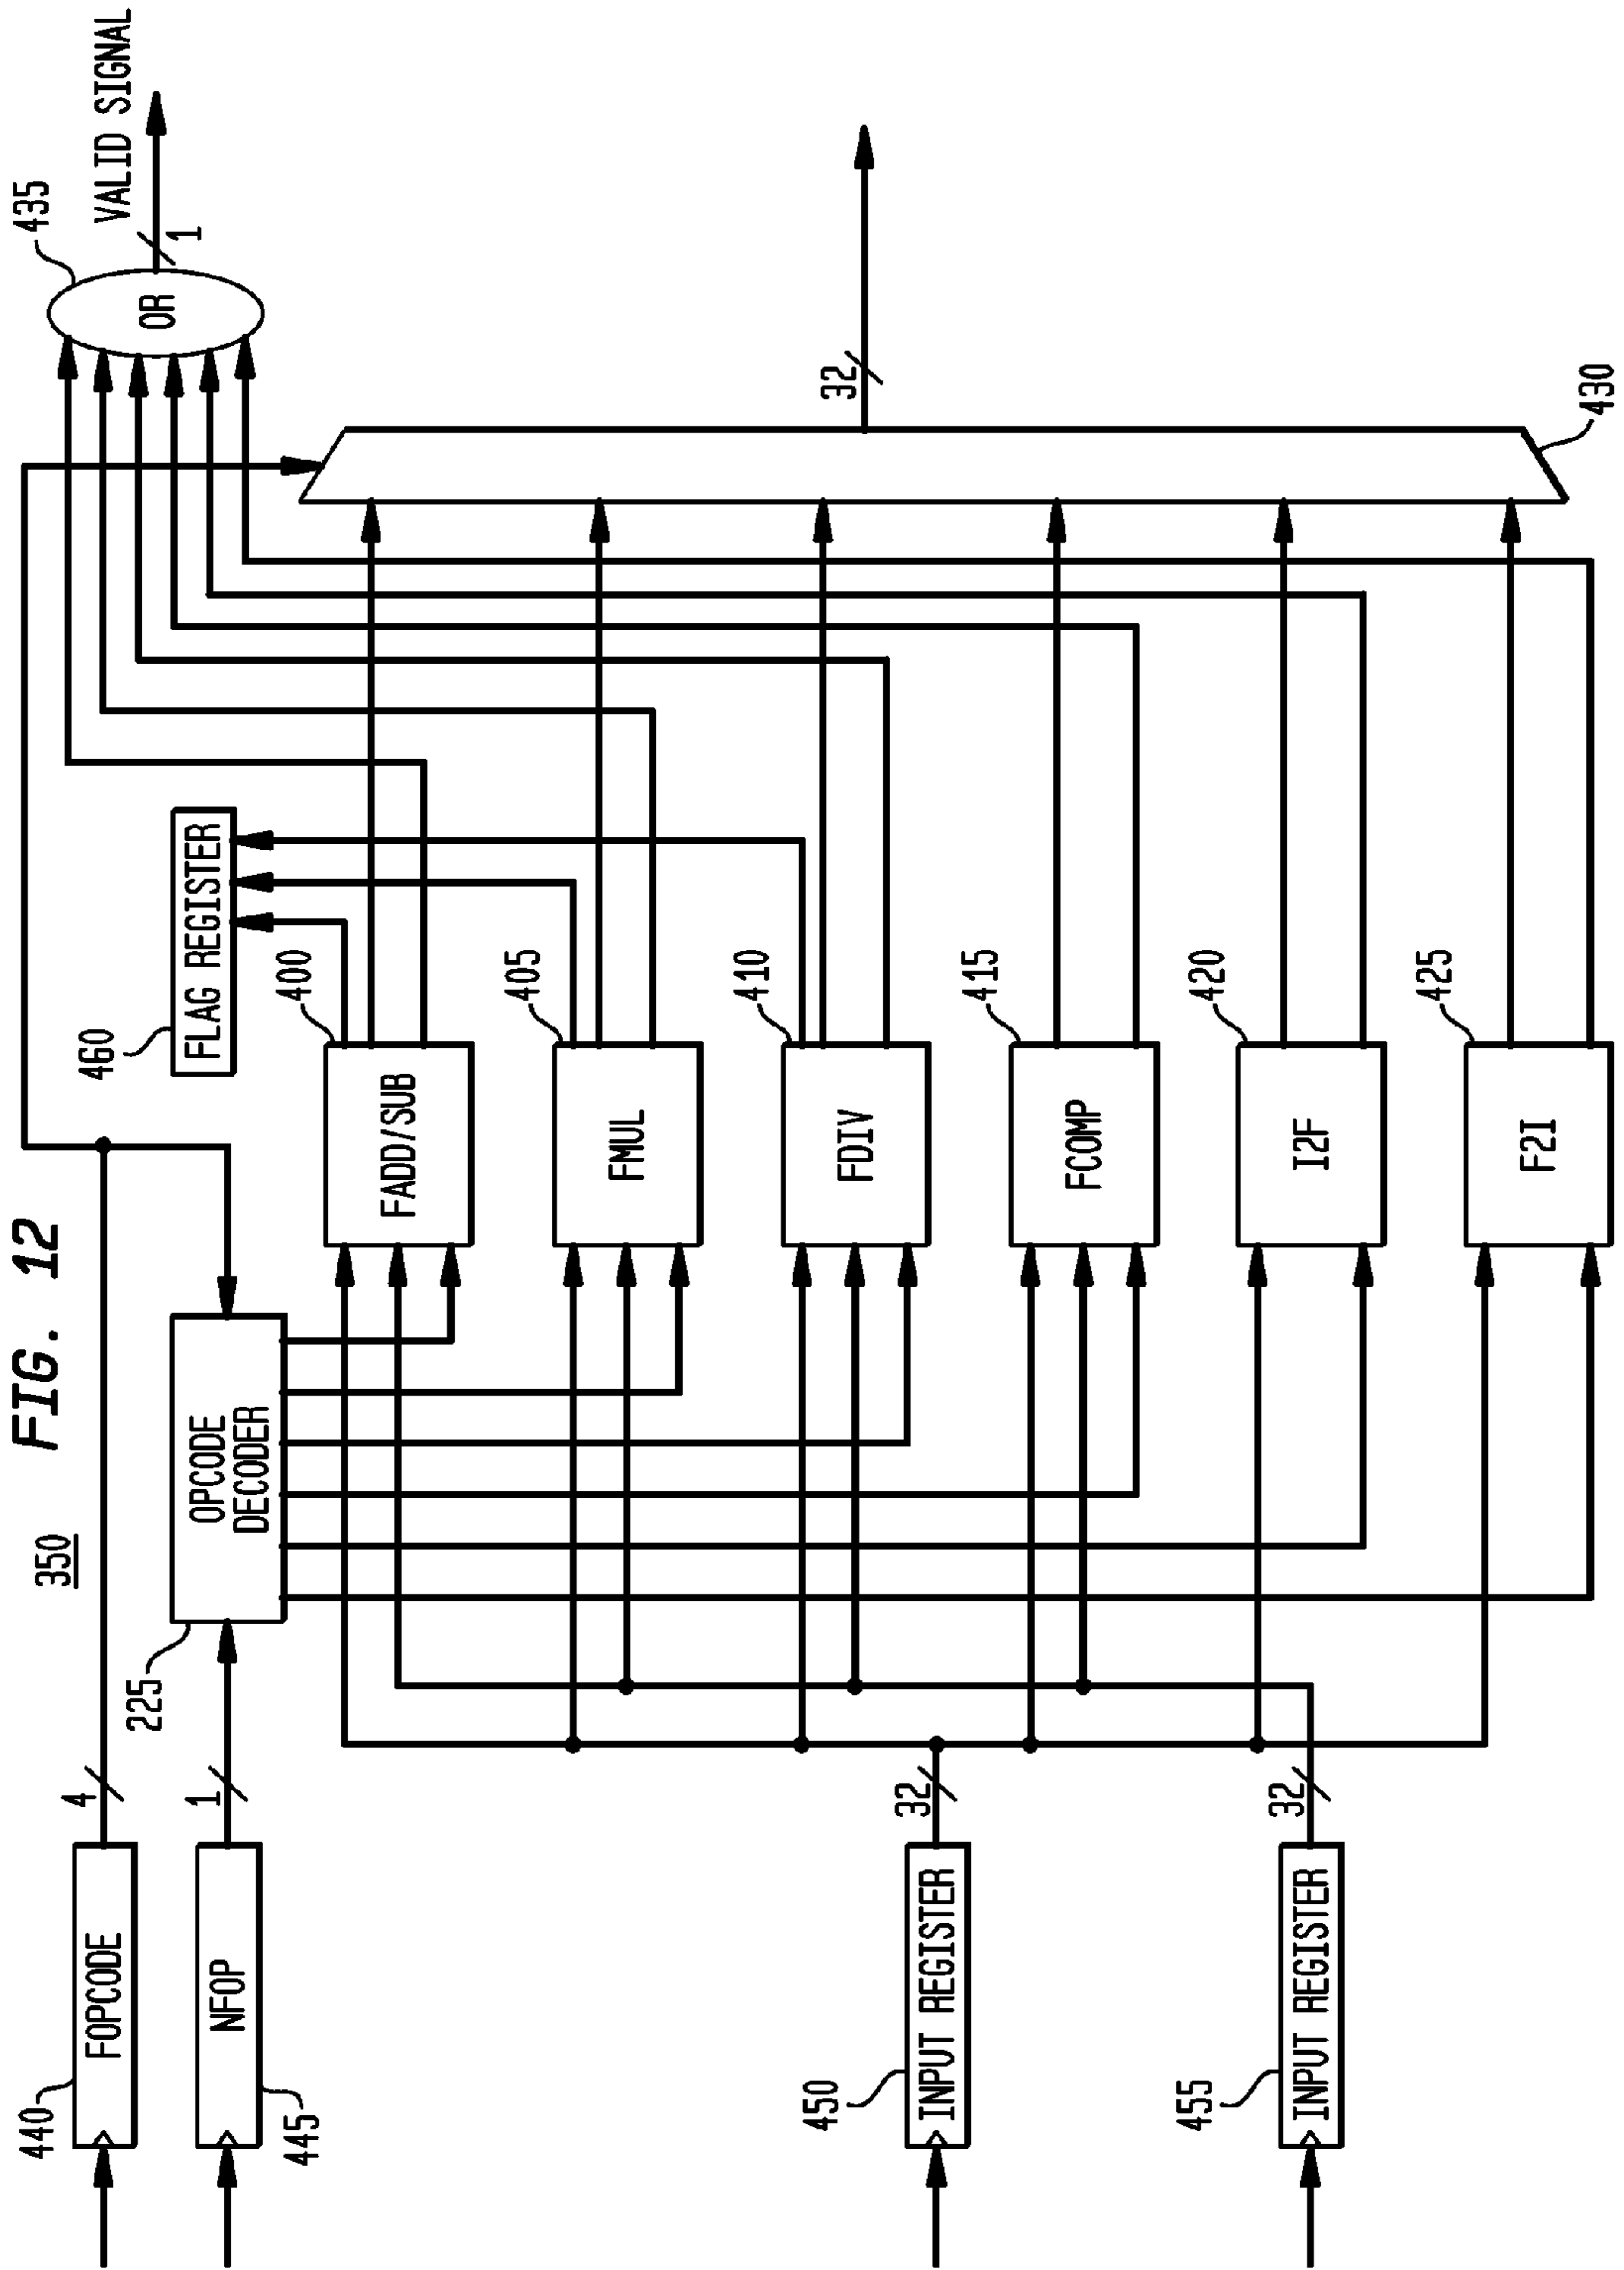 FIG. 12
350
440
FOPCODE
4
NFOP
445
1
225
OPCODE
DECODER
460
FLAG REGISTER
435
OR
VALID SIGNAL
1
400
FADD/SUB
405
FMUL
410
FDIV
415
FCOMP
420
I2F
425
F2I
450
INPUT REGISTER
32
455
INPUT REGISTER
32
32
430